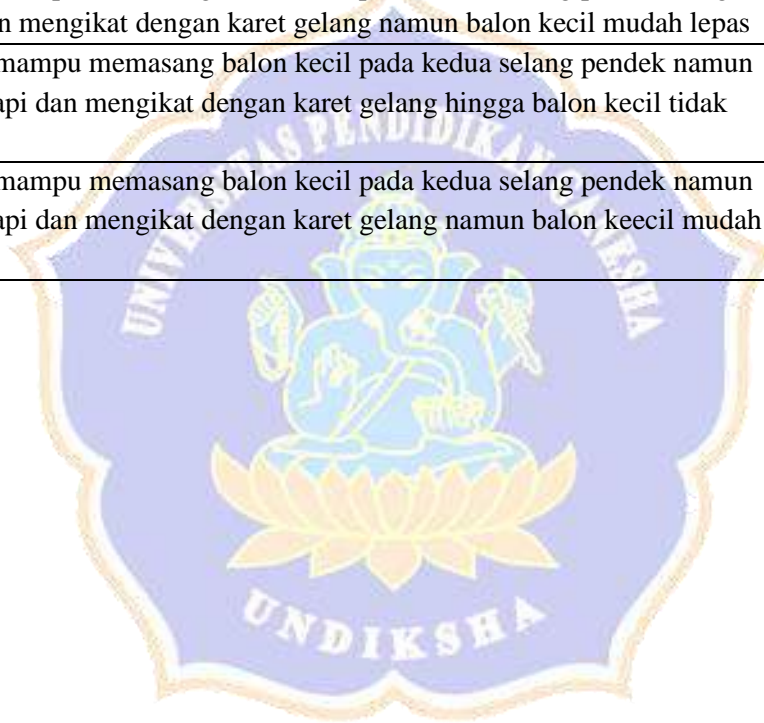 n mengikat dengan karet gelang namun balon kecil mudah lepas
mampu memasang balon kecil pada kedua selang pendek namun
api dan mengikat dengan karet gelang hingga balon kecil tidak
mampu memasang balon kecil pada kedua selang pendek namun
api dan mengikat dengan karet gelang namun balon keecil mudah
UNIVERSITAS PENDIDIKAN GANESHA
UNDIKSHA